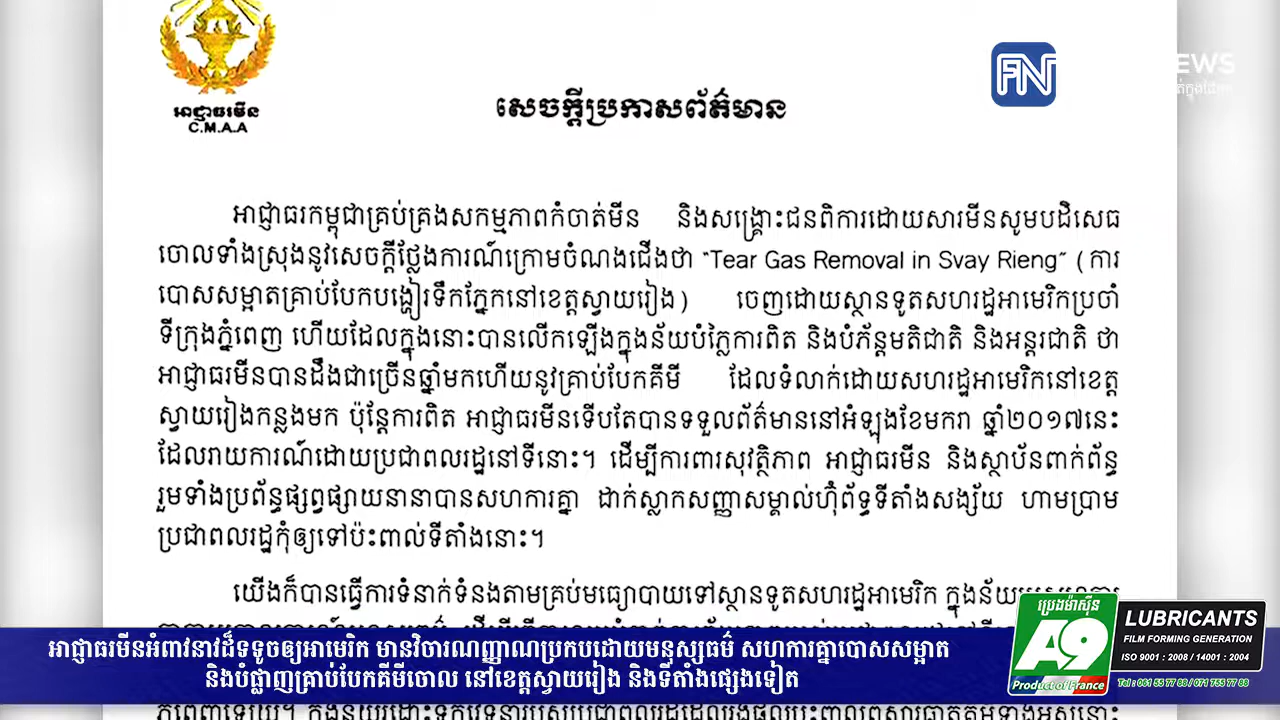 អាជ្ញាធរមីន
C.M.A.A
សេចក្តីប្រកាសព័ត៌មាន
FN
EWS
អាជ្ញាធរកម្ពុជាគ្រប់គ្រងសកម្មភាពកំចាត់មីន និងសង្គ្រោះជនពិការដោយសារមីនសូមបដិសេធ
ចោលទាំងស្រុងនូវសេចក្តីថ្លែងការណ៍ក្រោមចំណងជើងថា “Tear Gas Removal in Svay Rieng” (ការ
បោសសម្អាតគ្រាប់បែកបង្ហៀរទឹកភ្នែកនៅខេត្តស្វាយរៀង) ចេញដោយស្ថានទូតសហរដ្ឋអាមេរិកប្រចាំ
ទីក្រុងភ្នំពេញ ហើយដែលក្នុងនោះបានលើកឡើងក្នុងន័យបំភ្លៃការពិត និងបំភ័ន្តមតិជាតិ និងអន្តរជាតិ ថា
អាជ្ញាធរមីនបានដឹងជាច្រើនឆ្នាំមកហើយនូវគ្រាប់បែកគីមី ដែលទំលាក់ដោយសហរដ្ឋអាមេរិកនៅខេត្ត
ស្វាយរៀងកន្លងមក ប៉ុន្តែការពិត អាជ្ញាធរមីនទើបតែបានទទួលព័ត៌មាននៅអំឡុងខែមករា ឆ្នាំ២០១៧នេះ
ដែលរាយការណ៍ដោយប្រជាពលរដ្ឋនៅទីនោះ។ ដើម្បីការពារសុវត្ថិភាព អាជ្ញាធរមីន និងស្ថាប័នពាក់ព័ន្ធ
រួមទាំងប្រព័ន្ធផ្សព្វផ្សាយនានាបានសហការគ្នា ដាក់ស្លាកសញ្ញាសម្គាល់ហ៊ុំព័ទ្ធទីតាំងសង្ស័យ ហាមប្រាម
ប្រជាពលរដ្ឋកុំឲ្យទៅប៉ះពាល់ទីតាំងនោះ។
យើងក៏បានធ្វើការទំនាក់ទំនងតាមគ្រប់មធ្យោបាយទៅស្ថានទូតសហរដ្ឋអាមេរិក ក្នុងន័យ
អាជ្ញាធរមីនអំពាវនាវដ៏ទទូចឲ្យអាមេរិក មានវិចារណញ្ញាណប្រកបដោយមនុស្សធម៌ សហការគ្នាបោសសម្អាត
និងបំផ្លាញគ្រាប់បែកគីមីចោល នៅខេត្តស្វាយរៀង និងទីតាំងផ្សេងទៀត
ប្រេងម៉ាស៊ីន
A9
Product of France
LUBRICANTS
FILM FORMING GENERATION
ISO 9001 : 2008 / 14001 : 2004
Tel : 061 55 77 88 / 071 755 77 88